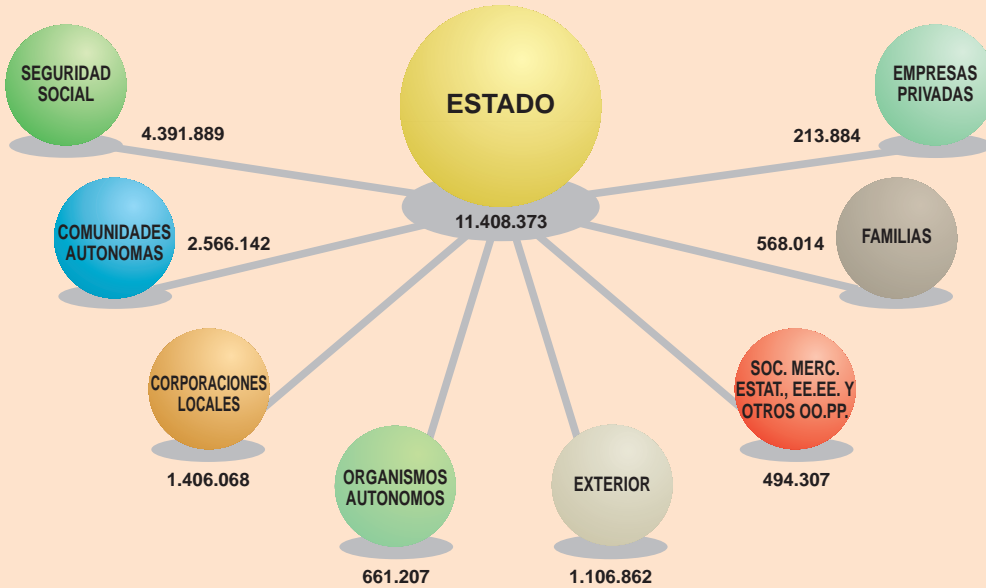 ESTADO
11.408.373
SEGURIDAD
SOCIAL
4.391.889
COMUNIDADES
AUTONOMAS
2.566.142
CORPORACIONES
LOCALES
1.406.068
ORGANISMOS
AUTONOMOS
661.207
EXTERIOR
1.106.862
SOC. MERC.
ESTAT., EE.EE. Y
OTROS OO.PP.
494.307
FAMILIAS
568.014
EMPRESAS
PRIVADAS
213.884